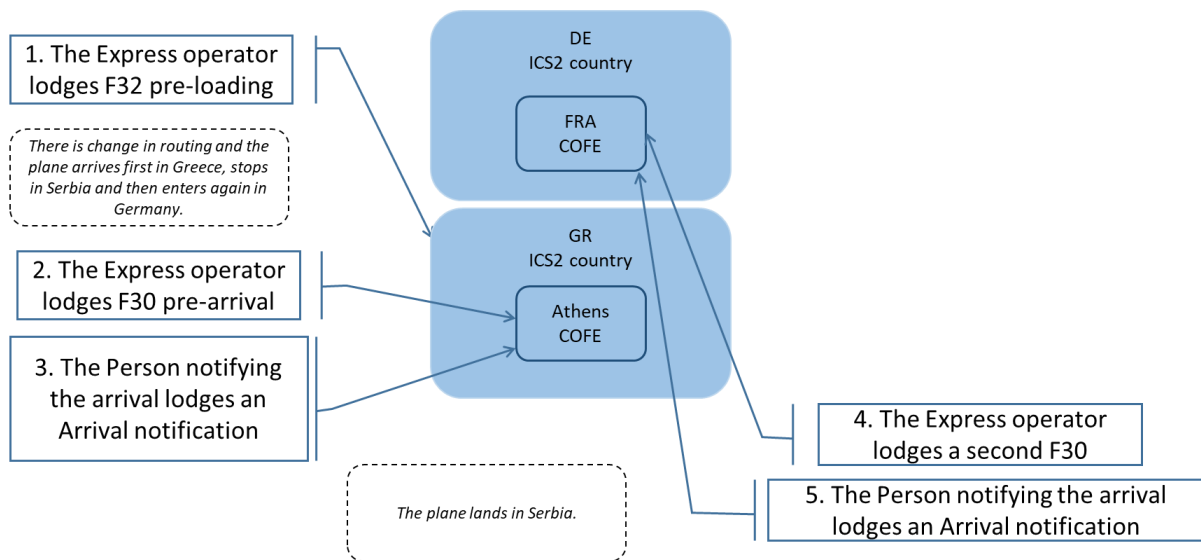 1. The Express operator
lodges F32 pre-loading
There is change in routing and the
plane arrives first in Greece, stops
in Serbia and then enters again in
Germany.
2. The Express operator
lodges F30 pre-arrival
3. The Person notifying
the arrival lodges an
Arrival notification
DE
ICS2 country
FRA
COFE
GR
ICS2 country
Athens
COFE
4. The Express operator
lodges a second F30
5. The Person notifying the arrival
lodges an Arrival notification
The plane lands in Serbia.